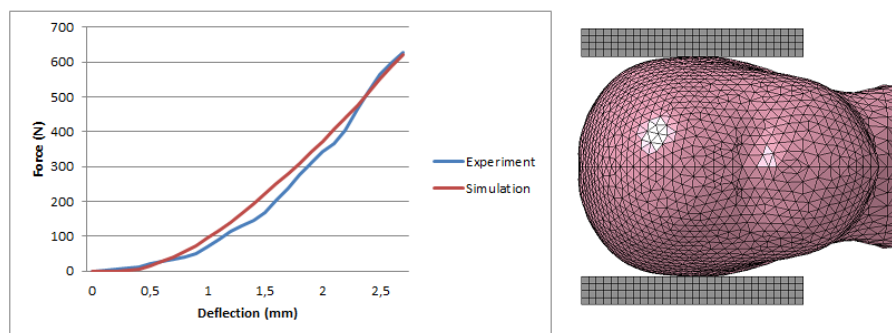 700
600
500
400
300
200
100
0
Force (N)
0 0,5 1 1,5 2 2,5
Deflection (mm)
Experiment
Simulation